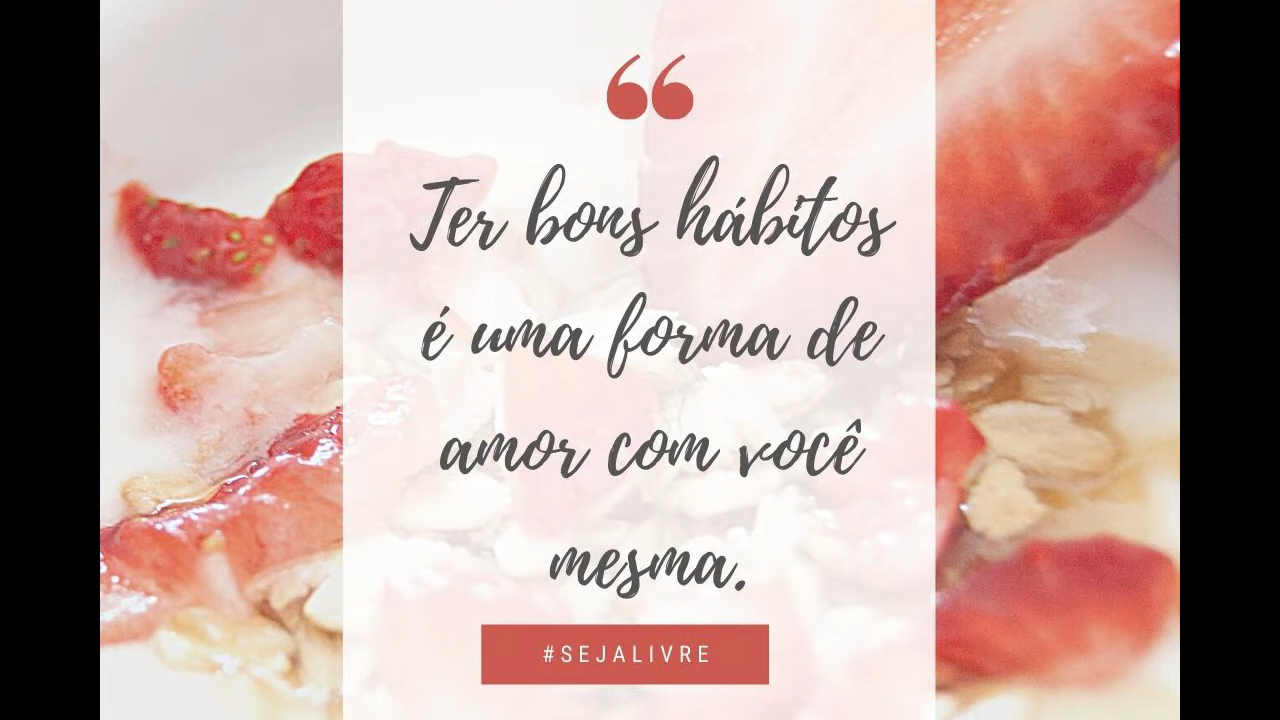 Ter bons hábitos
é uma forma de
amor com você
mesma.
#SEJALIVRE